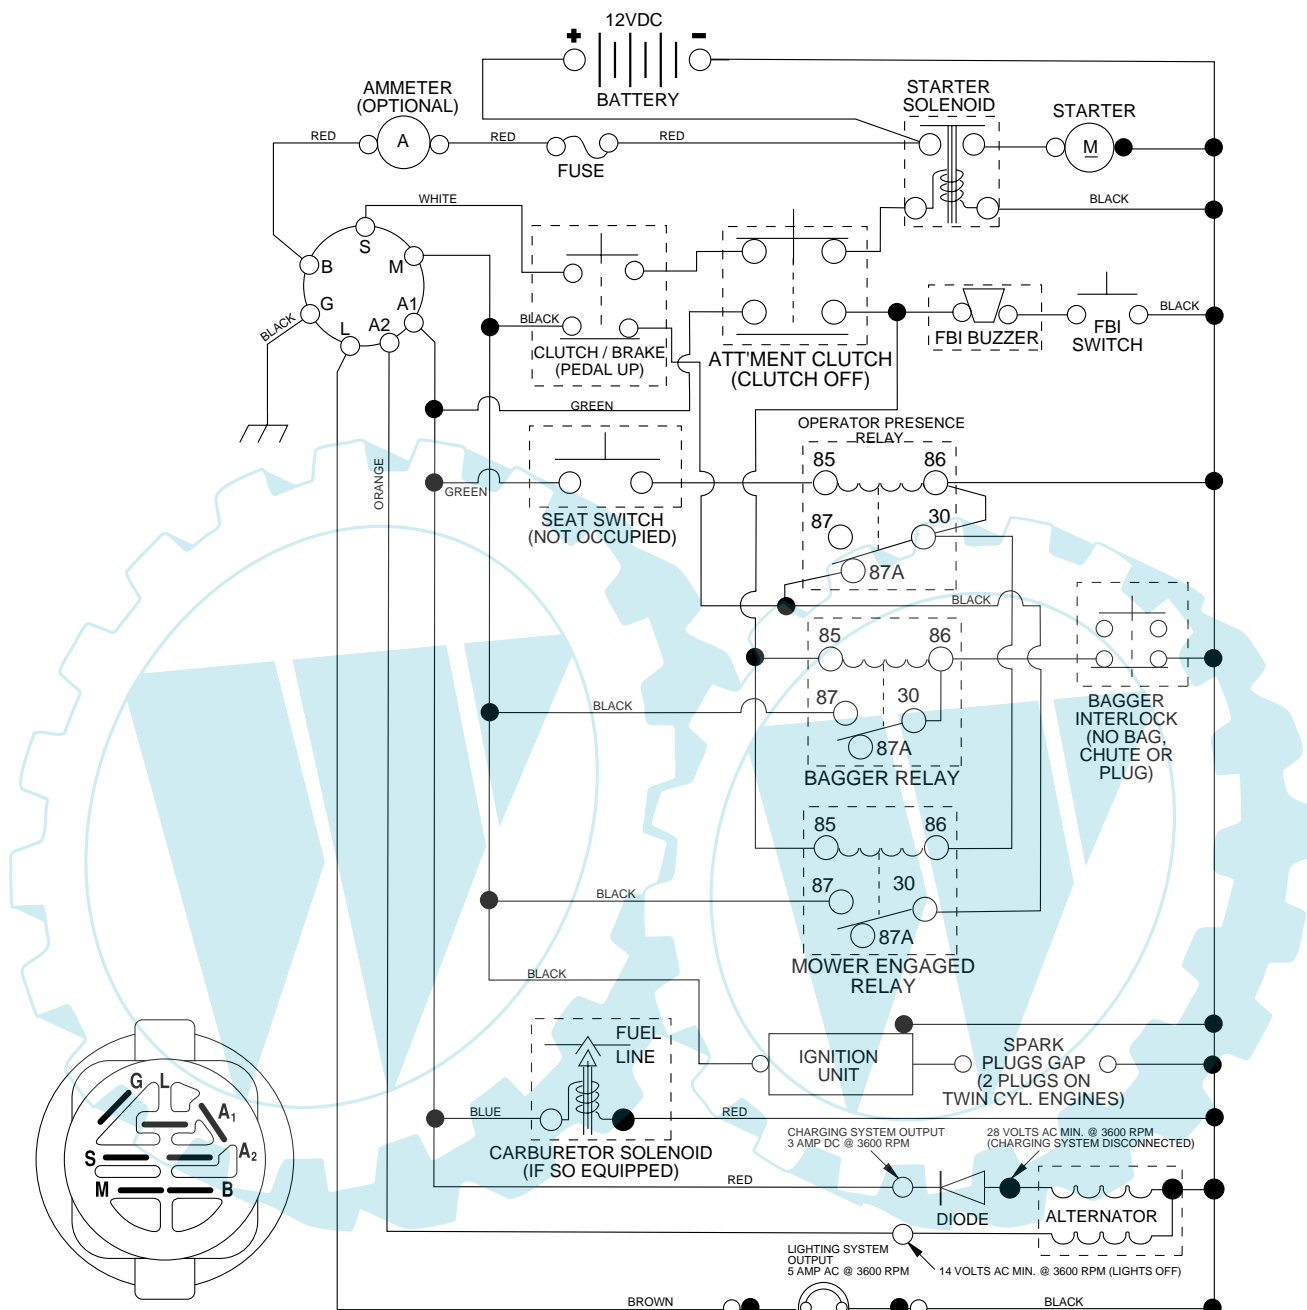 12VDC
+
-
BATTERY
AMMETER
(OPTIONAL)
A
RED
RED
FUSE
RED
STARTER
SOLENOID
STARTER
M
BLACK
WHITE
S
B
M
G
A1
L
A2
BLACK
BLACK
CLUTCH / BRAKE
(PEDAL UP)
ATT'MENT CLUTCH
(CLUTCH OFF)
FBI BUZZER
FBI
SWITCH
BLACK
GREEN
ORANGE
GREEN
SEAT SWITCH
(NOT OCCUPIED)
OPERATOR PRESENCE
RELAY
85
86
87
30
87A
BLACK
85
86
87
30
87A
BLACK
BAGGER RELAY
BAGGER
INTERLOCK
(NO BAG,
CHUTE OR
PLUG)
85
86
87
30
87A
BLACK
MOWER ENGAGED
RELAY
BLACK
FUEL
LINE
IGNITION
UNIT
SPARK
PLUGS GAP
(2 PLUGS ON
TWIN CYL. ENGINES)
BLUE
RED
CARBURETOR SOLENOID
(IF SO EQUIPPED)
CHARGING SYSTEM OUTPUT
3 AMP DC @ 3600 RPM
28 VOLTS AC MIN. @ 3600 RPM
(CHARGING SYSTEM DISCONNECTED)
RED
DIODE
ALTERNATOR
LIGHTING SYSTEM
OUTPUT
5 AMP AC @ 3600 RPM
14 VOLTS AC MIN. @ 3600 RPM (LIGHTS OFF)
BROWN
BLACK
G
L
A1
A2
S
M
B